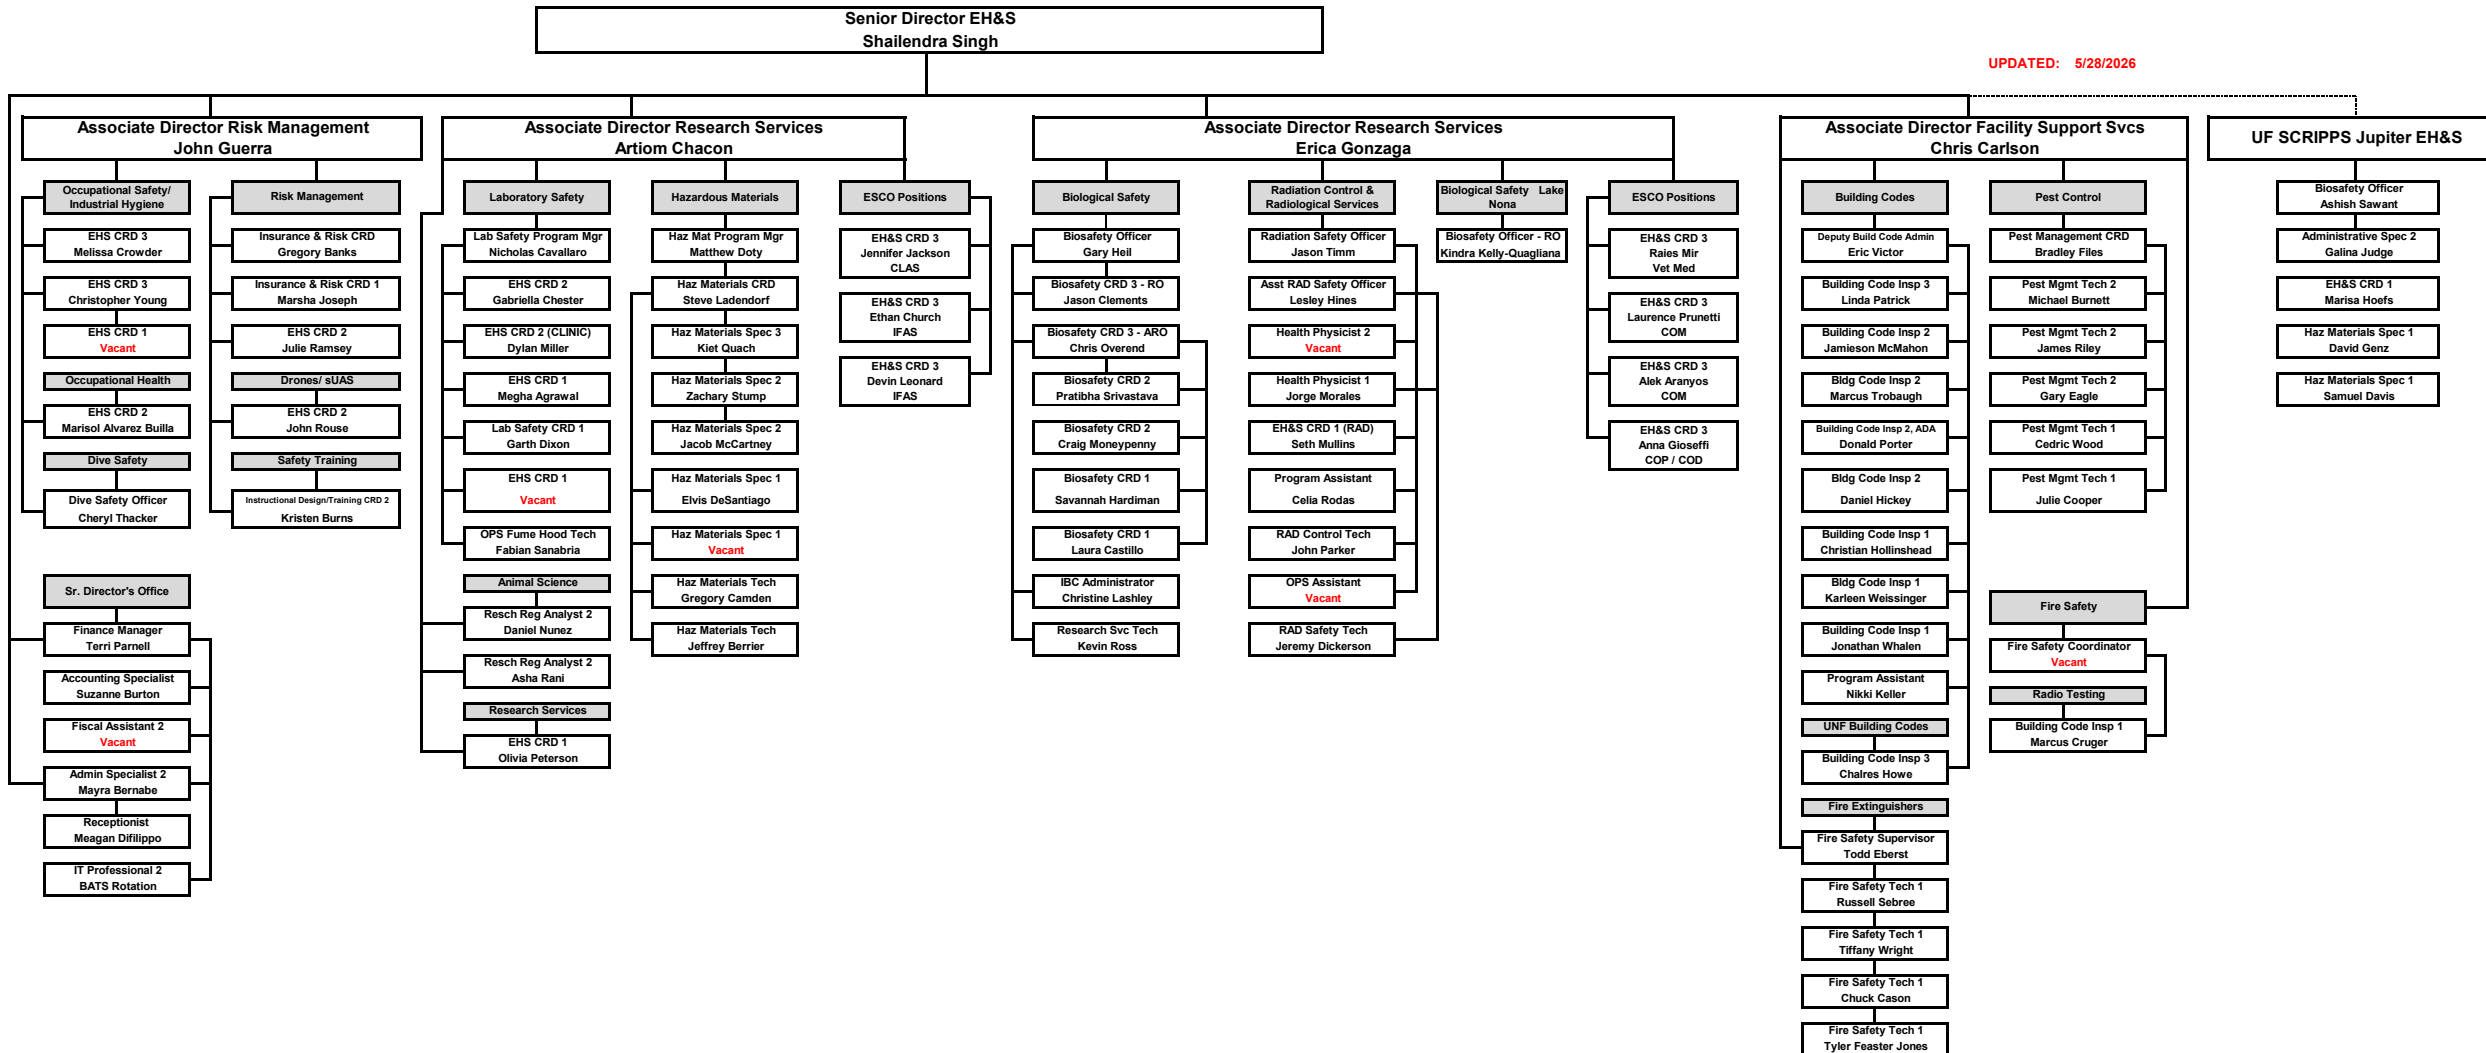 Senior Director EH&S
Shailendra Singh
UPDATED: 5/28/2026
Associate Director Risk Management
John Guerra
Occupational Safety/
Industrial Hygiene
EHS CRD 3
Melissa Crowder
EHS CRD 3
Christopher Young
EHS CRD 1
Vacant
Occupational Health
EHS CRD 2
Marisol Alvarez Builla
Dive Safety
Dive Safety Officer
Cheryl Thacker
Risk Management
Insurance & Risk CRD
Gregory Banks
Insurance & Risk CRD 1
Marsha Joseph
EHS CRD 2
Julie Ramsey
Drones/ sUAS
EHS CRD 2
John Rouse
Safety Training
Instructional Design/Training CRD 2
Kristen Burns
Sr. Director's Office
Finance Manager
Terri Parnell
Accounting Specialist
Suzanne Burton
Fiscal Assistant 2
Vacant
Admin Specialist 2
Mayra Bernabe
Receptionist
Meagan Difilippo
IT Professional 2
BATS Rotation
Associate Director Research Services
Artiom Chacon
Laboratory Safety
Lab Safety Program Mgr
Nicholas Cavallaro
EHS CRD 2
Gabriella Chester
EHS CRD 2 (CLINIC)
Dylan Miller
EHS CRD 1
Megha Agrawal
Lab Safety CRD 1
Garth Dixon
EHS CRD 1
Vacant
OPS Fume Hood Tech
Fabian Sanabria
Animal Science
Resch Reg Analyst 2
Daniel Nunez
Resch Reg Analyst 2
Asha Rani
Research Services
EHS CRD 1
Olivia Peterson
Hazardous Materials
Haz Mat Program Mgr
Matthew Doty
Haz Materials CRD
Steve Ladendorf
Haz Materials Spec 3
Kiet Quach
Haz Materials Spec 2
Zachary Stump
Haz Materials Spec 2
Jacob McCartney
Haz Materials Spec 1
Elvis DeSantiago
Haz Materials Spec 1
Vacant
Haz Materials Tech
Gregory Camden
Haz Materials Tech
Jeffrey Berrier
ESCO Positions
EH&S CRD 3
Jennifer Jackson
CLAS
EH&S CRD 3
Ethan Church
IFAS
EH&S CRD 3
Devin Leonard
IFAS
Associate Director Research Services
Erica Gonzaga
Biological Safety
Biosafety Officer
Gary Heil
Biosafety CRD 3 - RO
Jason Clements
Biosafety CRD 3 - ARO
Chris Overend
Biosafety CRD 2
Pratibha Srivastava
Biosafety CRD 2
Craig Moneypenny
Biosafety CRD 1
Savannah Hardiman
Biosafety CRD 1
Laura Castillo
IBC Administrator
Christine Lashley
Research Svc Tech
Kevin Ross
Radiation Control &
Radiological Services
Radiation Safety Officer
Jason Timm
Asst RAD Safety Officer
Lesley Hines
Health Physicist 2
Vacant
Health Physicist 1
Jorge Morales
EH&S CRD 1 (RAD)
Seth Mullins
Program Assistant
Celia Rodas
RAD Control Tech
John Parker
OPS Assistant
Vacant
RAD Safety Tech
Jeremy Dickerson
Biological Safety Lake
Nona
Biosafety Officer - RO
Kindra Kelly-Quagliana
ESCO Positions
EH&S CRD 3
Raies Mir
Vet Med
EH&S CRD 3
Laurence Prunetti
COM
EH&S CRD 3
Alek Aranyos
COM
EH&S CRD 3
Anna Gioseffi
COP / COD
Associate Director Facility Support Svcs
Chris Carlson
Building Codes
Deputy Build Code Admin
Eric Victor
Building Code Insp 3
Linda Patrick
Building Code Insp 2
Jamieson McMahon
Bldg Code Insp 2
Marcus Trobaugh
Building Code Insp 2, ADA
Donald Porter
Bldg Code Insp 2
Daniel Hickey
Building Code Insp 1
Christian Hollinshead
Bldg Code Insp 1
Karleen Weissinger
Building Code Insp 1
Jonathan Whalen
Program Assistant
Nikki Keller
UNF Building Codes
Building Code Insp 3
Chalres Howe
Fire Extinguishers
Fire Safety Supervisor
Todd Eberst
Fire Safety Tech 1
Russell Sebree
Fire Safety Tech 1
Tiffany Wright
Fire Safety Tech 1
Chuck Cason
Fire Safety Tech 1
Tyler Feaster Jones
Pest Control
Pest Management CRD
Bradley Files
Pest Mgmt Tech 2
Michael Burnett
Pest Mgmt Tech 2
James Riley
Pest Mgmt Tech 2
Gary Eagle
Pest Mgmt Tech 1
Cedric Wood
Pest Mgmt Tech 1
Julie Cooper
Fire Safety
Fire Safety Coordinator
Vacant
Radio Testing
Building Code Insp 1
Marcus Cruger
UF SCRIPPS Jupiter EH&S
Biosafety Officer
Ashish Sawant
Administrative Spec 2
Galina Judge
EH&S CRD 1
Marisa Hoefs
Haz Materials Spec 1
David Genz
Haz Materials Spec 1
Samuel Davis